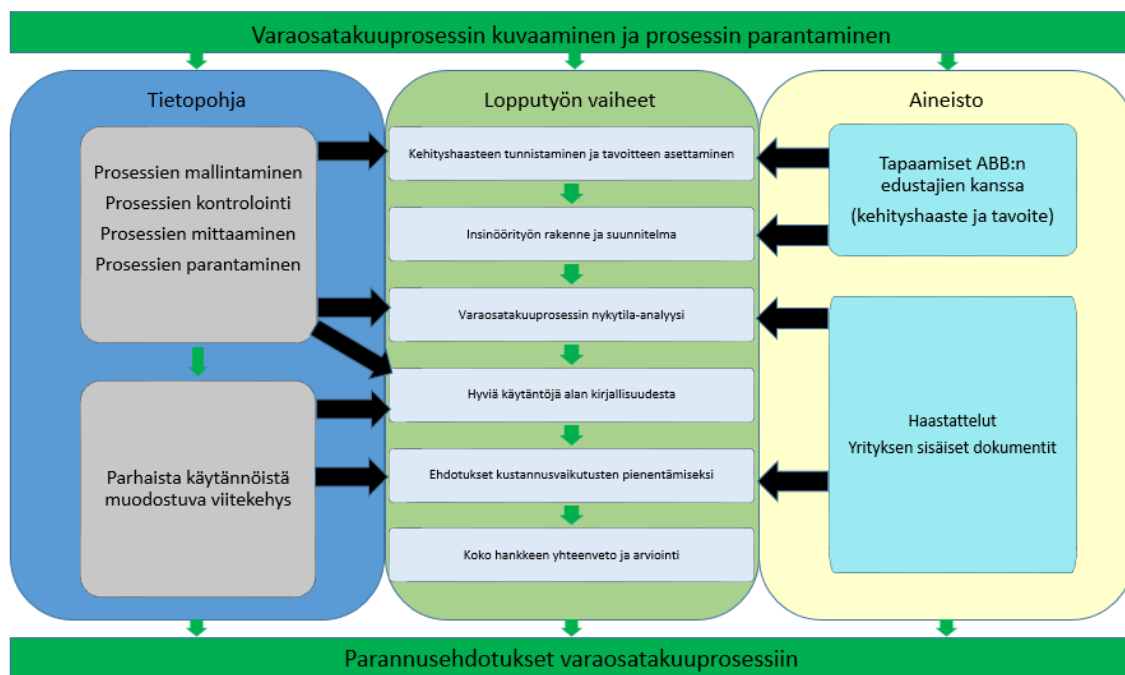 Varaosatakuuprosessin kuvaaminen ja prosessin parantaminen
Tietopohja
Prosessien mallintaminen
Prosessien kontrolointi
Prosessien mittaaminen
Prosessien parantaminen
Parhaista käytännöistä
muodostuva viitekehys
Lopputyön vaiheet
Kehityshaasteen tunnistaminen ja tavoitteen asettaminen
Insinöörityön rakenne ja suunnitelma
Varaosatakuuprosessin nykytila-analyysi
Hyviä käytäntöjä alan kirjallisuudesta
Ehdotukset kustannusvaikutusten pienentämiseksi
Koko hankkeen yhteenveto ja arviointi
Aineisto
Tapaamiset ABB:n
edustajien kanssa
(kehityshaaste ja tavoite)
Haastattelut
Yrityksen sisäiset dokumentit
Parannusehdotukset varaosatakuuprosessiin